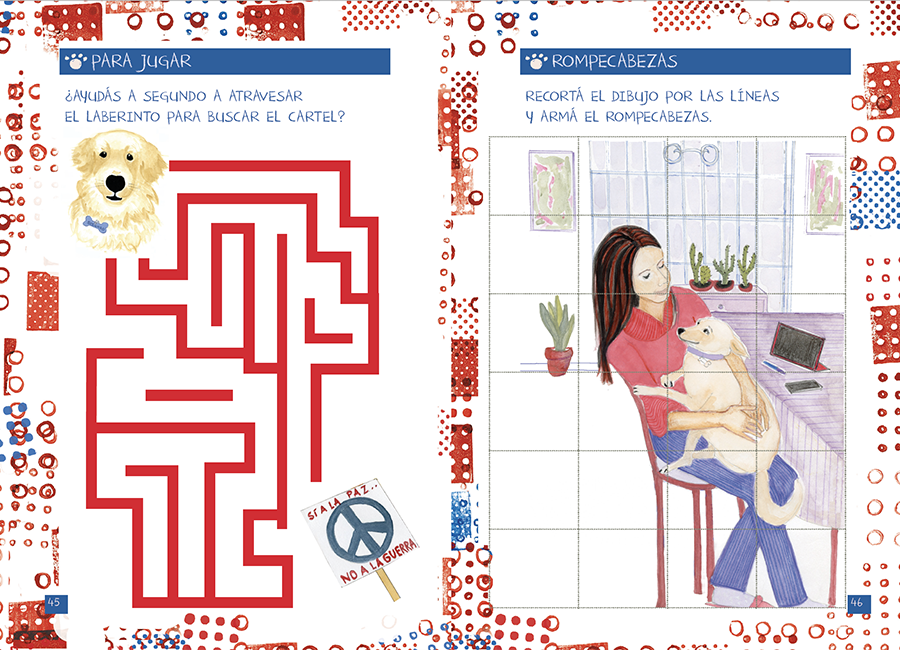 PARA JUGAR
¿AYUDÁS A SEGUNDO A ATRAVESAR
EL LABERINTO PARA BUSCAR EL CARTEL?
SÍ A LA PAZ...
NO A LA GUERRA
45
ROMPECABEZAS
RECORTÁ EL DIBUJO POR LAS LÍNEAS
Y ARMÁ EL ROMPECABEZAS.
46